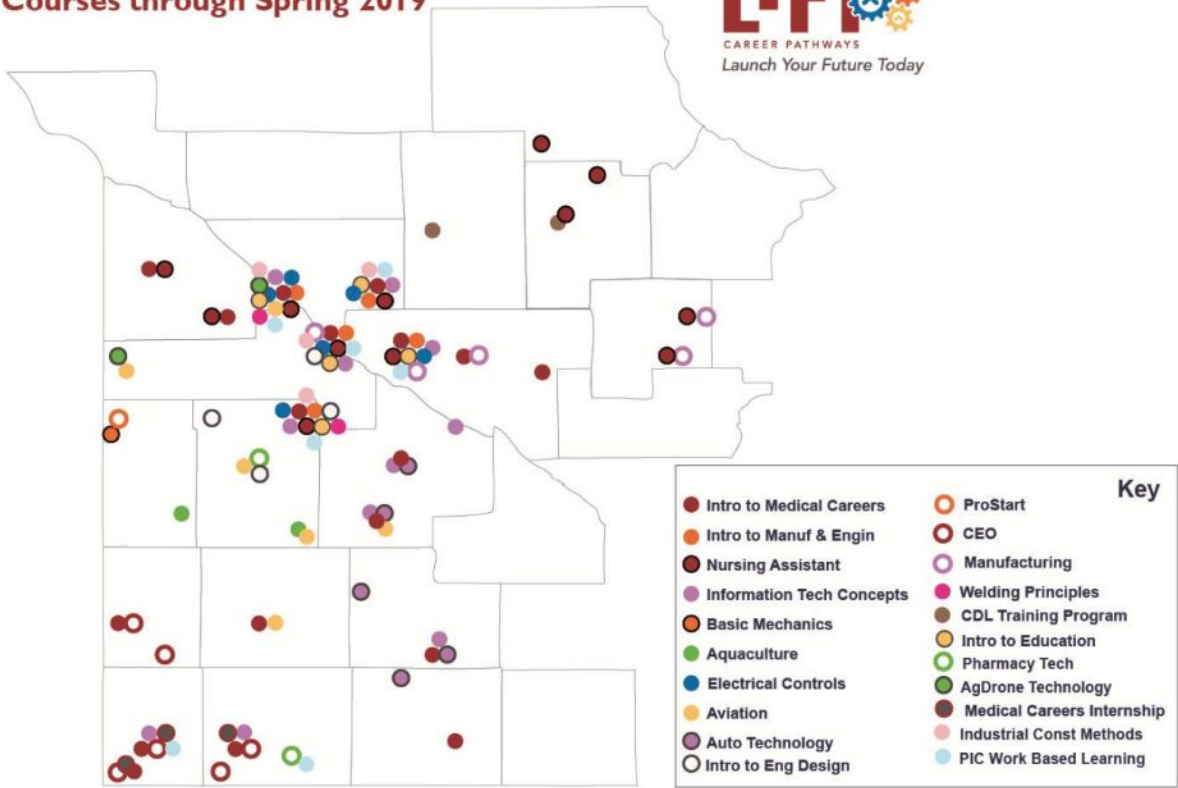 Courses through Spring 2019
CAREER PATHWAYS
Launch Your Future Today
Key
Intro to Medical Careers
Intro to Manuf & Engin
Nursing Assistant
Information Tech Concepts
Basic Mechanics
Aquaculture
Electrical Controls
Aviation
Auto Technology
Intro to Eng Design
ProStart
CEO
Manufacturing
Welding Principles
CDL Training Program
Intro to Education
Pharmacy Tech
AgDrone Technology
Medical Careers Internship
Industrial Const Methods
PIC Work Based Learning